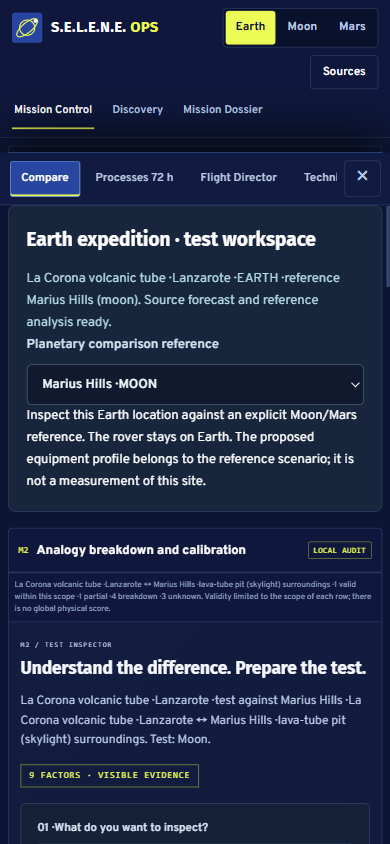 S.E.L.E.N.E. OPS
Earth Moon Mars
Sources
Mission Control Discovery Mission Dossier
Compare Processes 72 h Flight Director Techni ×
Earth expedition · test workspace
La Corona volcanic tube ·Lanzarote ·EARTH ·reference
Marius Hills (moon). Source forecast and reference
analysis ready.
Planetary comparison reference
Marius Hills ·MOON
Inspect this Earth location against an explicit Moon/Mars
reference. The rover stays on Earth. The proposed
equipment profile belongs to the reference scenario; it is
not a measurement of this site.
M2 Analogy breakdown and calibration LOCAL AUDIT
La Corona volcanic tube ·Lanzarote ↔ Marius Hills ·lava-tube pit (skylight) surroundings ·1 valid
within this scope ·1 partial ·4 breakdown ·3 unknown. Validity limited to the scope of each row; there
is no global physical score.
M2 / TEST INSPECTOR
Understand the difference. Prepare the test.
La Corona volcanic tube ·Lanzarote ·test against Marius Hills ·La
Corona volcanic tube ·Lanzarote ↔ Marius Hills ·lava-tube pit
(skylight) surroundings. Test: Moon.
9 FACTORS · VISIBLE EVIDENCE
01 ·What do you want to inspect?